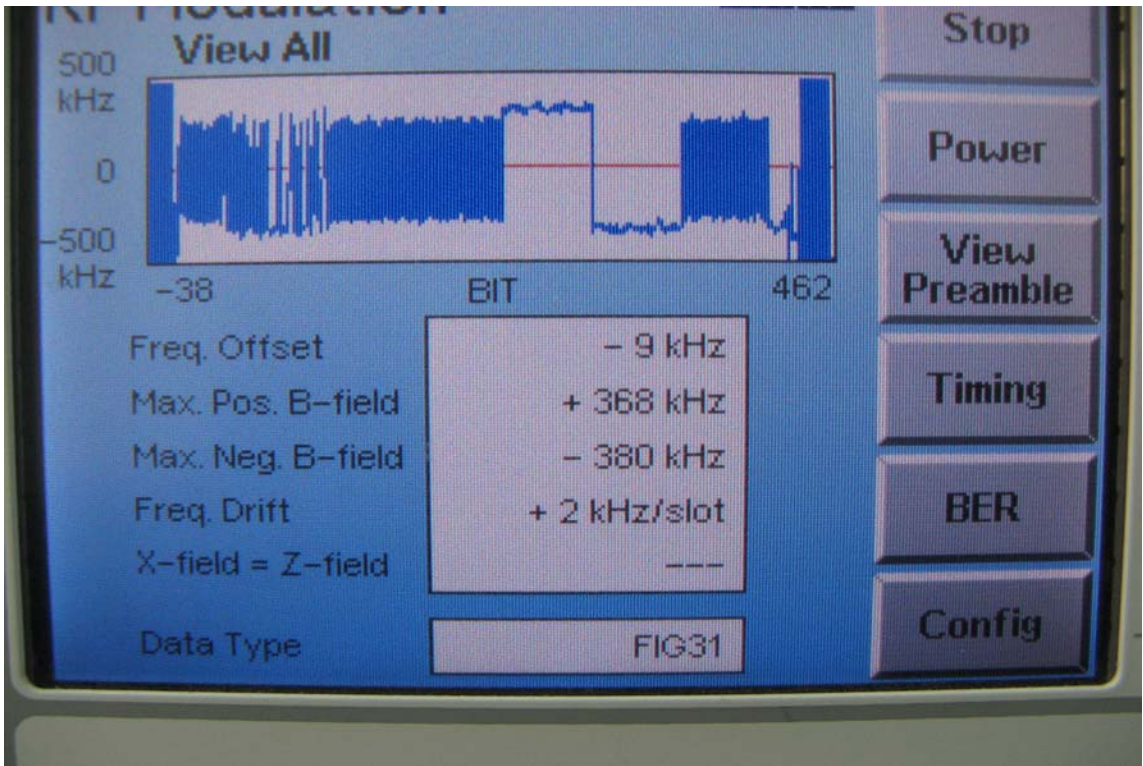 RF Modulation
View All
500
kHz
0
-500
kHz
-38
BIT
462
Freq. Offset
- 9 kHz
Max. Pos. B-field
+ 368 kHz
Max. Neg. B-field
- 380 kHz
Freq. Drift
+ 2 kHz/slot
X-field = Z-field
---
Data Type
FIG31
Stop
Power
View
Preamble
Timing
BER
Config